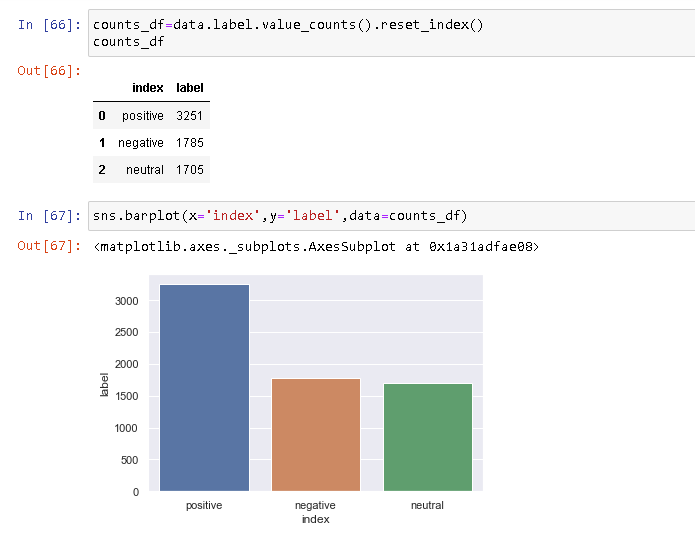 In [66]: counts_df=data.label.value_counts().reset_index()
counts_df
Out[66]:
index label
0 positive 3251
1 negative 1785
2 neutral 1705
In [67]: sns.barplot(x='index',y='label',data=counts_df)
Out[67]: <matplotlib.axes._subplots.AxesSubplot at 0x1a31adfae08>
3000
2500
2000
label
1500
1000
500
0
positive negative neutral
index